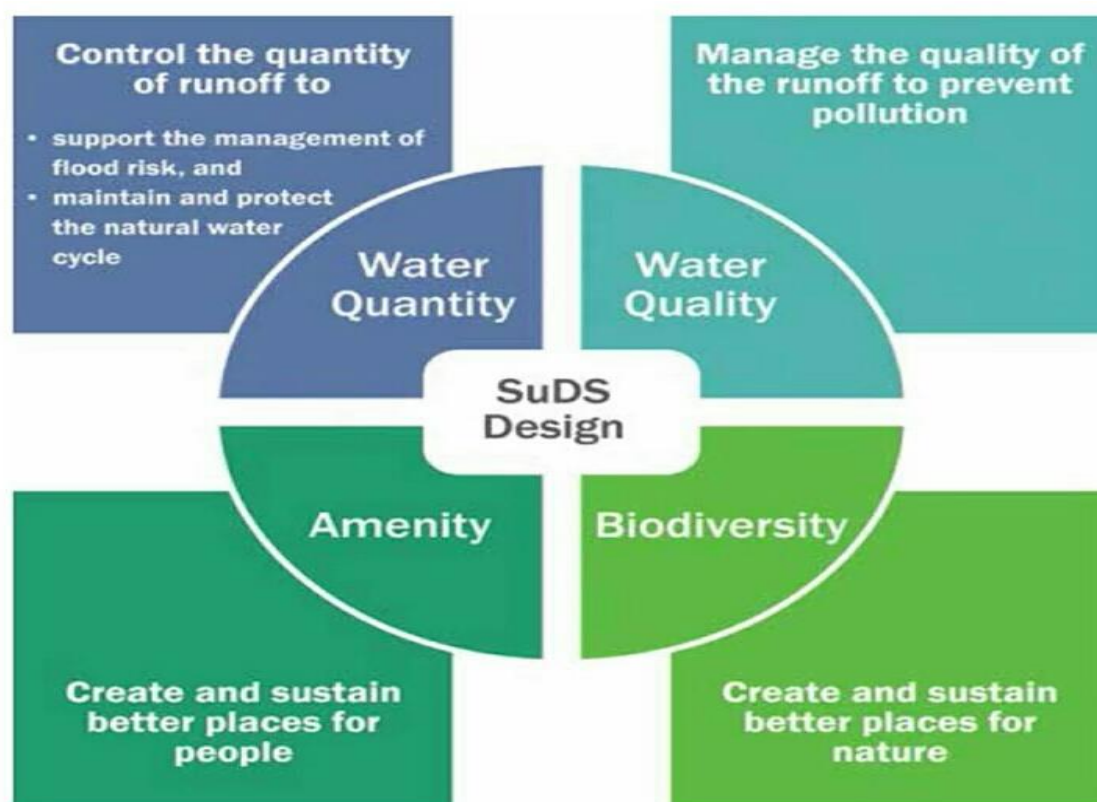 Control the quantity
of runoff to
• support the management of
flood risk, and
• maintain and protect
the natural water
cycle
Manage the quality of
the runoff to prevent
pollution
Water
Quantity
Water
Quality
SuDS
Design
Amenity
Biodiversity
Create and sustain
better places for
people
Create and sustain
better places for
nature